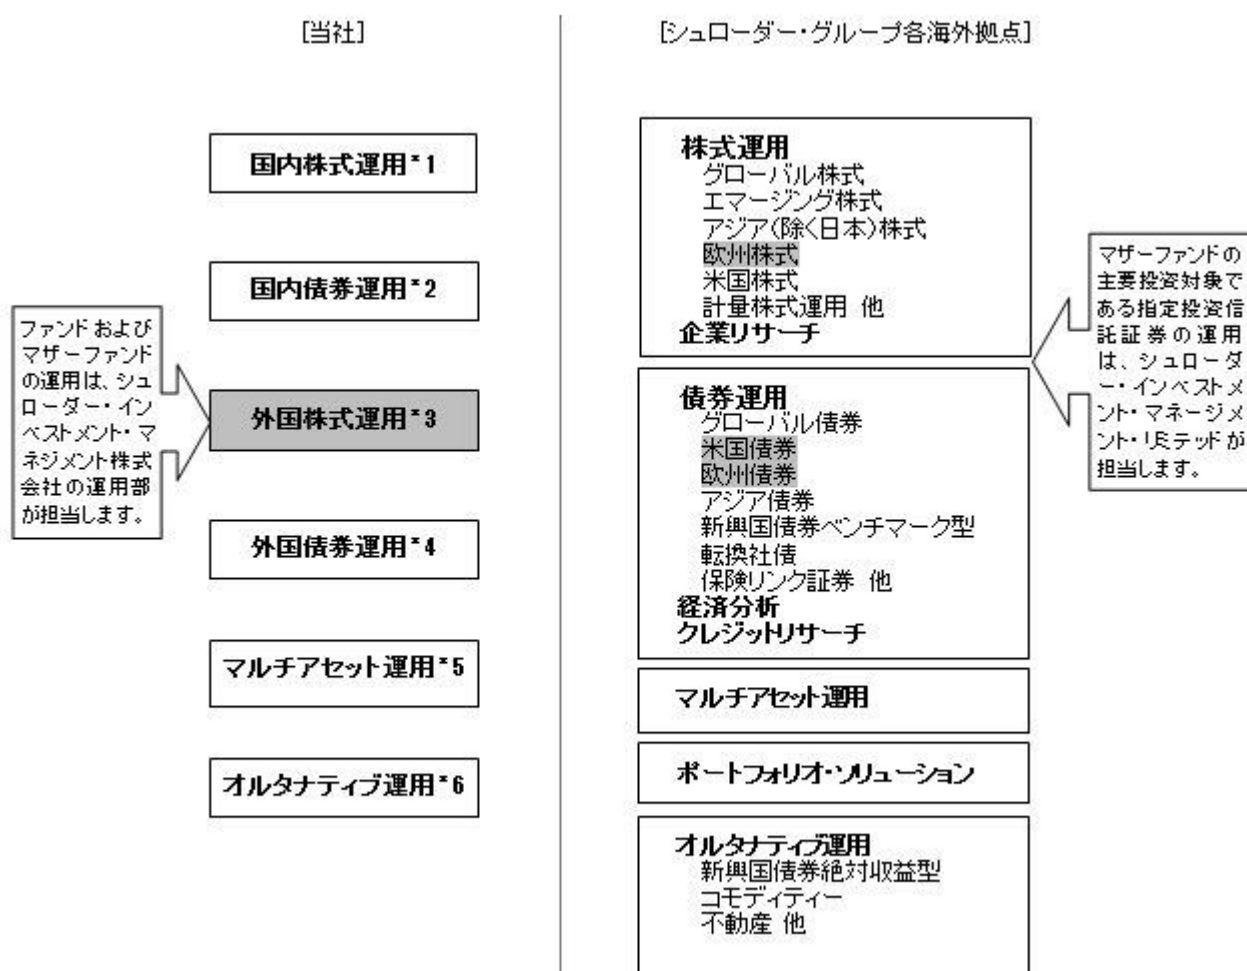 [当社]
国内株式運用*1
国内債券運用*2
ファンドおよび
マザーファンド
の運用は、シュ
ローダー・イン
ベストメント・マ
ネジメント株式
会社の運用部
が担当します。
外国株式運用*3
外国債券運用*4
マルチアセット運用*5
オルタナティブ運用*6
[シュローダー・グループ各海外拠点]
株式運用
グローバル株式
エマージング株式
アジア(除く日本)株式
欧州株式
米国株式
計量株式運用 他
企業リサーチ
債券運用
グローバル債券
米国債券
欧州債券
アジア債券
新興国債券ベンチマーク型
転換社債
保険リンク証券 他
経済分析
クレジットリサーチ
マルチアセット運用
ポートフォリオ・ソリューション
オルタナティブ運用
新興国債券絶対収益型
コモディティー
不動産 他
マザーファンドの
主要投資対象で
ある指定投資信
託証券の運用
は、シュローダ
ー・インベストメ
ント・マネージメ
ント・リミテッドが
担当します。